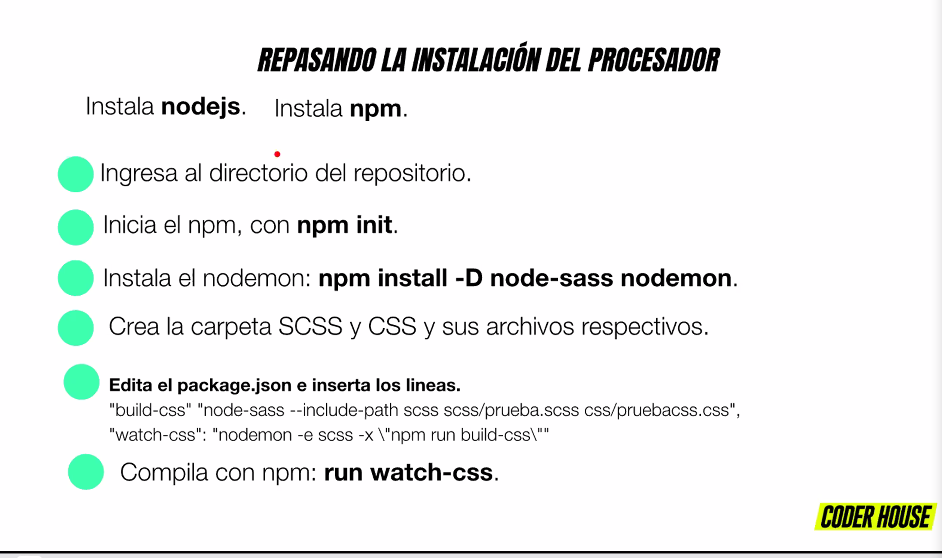 REPASANDO LA INSTALACIÓN DEL PROCESADOR
Instala nodejs. Instala npm.
Ingresa al directorio del repositorio.
Inicia el npm, con npm init.
Instala el nodemon: npm install -D node-sass nodemon.
Crea la carpeta SCSS y CSS y sus archivos respectivos.
Edita el package.json e inserta los lineas.
"build-css" "node-sass --include-path scss scss/prueba.scss css/pruebacss.css",
"watch-css": "nodemon -e scss -x \"npm run build-css\""
Compila con npm: run watch-css.
CODER HOUSE